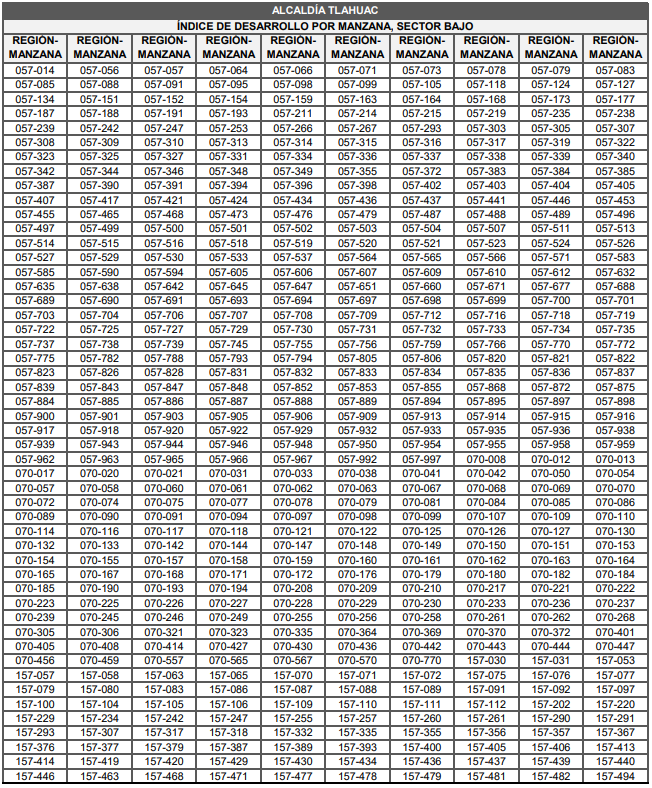 ALCALDÍA TLAHUAC
ÍNDICE DE DESARROLLO POR MANZANA, SECTOR BAJO
REGIÓN-MANZANA REGIÓN-MANZANA REGIÓN-MANZANA REGIÓN-MANZANA REGIÓN-MANZANA REGIÓN-MANZANA REGIÓN-MANZANA REGIÓN-MANZANA REGIÓN-MANZANA REGIÓN-MANZANA
057-014 057-056 057-057 057-064 057-066 057-071 057-073 057-078 057-079 057-083
057-085 057-088 057-091 057-095 057-098 057-099 057-105 057-118 057-124 057-127
057-134 057-151 057-152 057-154 057-159 057-163 057-164 057-168 057-173 057-177
057-187 057-188 057-191 057-193 057-211 057-214 057-215 057-219 057-235 057-238
057-239 057-242 057-247 057-253 057-266 057-267 057-293 057-303 057-305 057-307
057-308 057-309 057-310 057-313 057-314 057-315 057-316 057-317 057-319 057-322
057-323 057-325 057-327 057-331 057-334 057-336 057-337 057-338 057-339 057-340
057-342 057-344 057-346 057-348 057-349 057-355 057-372 057-383 057-384 057-385
057-387 057-390 057-391 057-394 057-396 057-398 057-402 057-403 057-404 057-405
057-407 057-417 057-421 057-424 057-434 057-436 057-437 057-441 057-446 057-453
057-455 057-465 057-468 057-473 057-476 057-479 057-487 057-488 057-489 057-496
057-497 057-499 057-500 057-501 057-502 057-503 057-504 057-507 057-511 057-513
057-514 057-515 057-516 057-518 057-519 057-520 057-521 057-523 057-524 057-526
057-527 057-529 057-530 057-533 057-537 057-564 057-565 057-566 057-571 057-583
057-585 057-590 057-594 057-605 057-606 057-607 057-609 057-610 057-612 057-632
057-635 057-638 057-642 057-645 057-647 057-651 057-660 057-671 057-677 057-688
057-689 057-690 057-691 057-693 057-694 057-697 057-698 057-699 057-700 057-701
057-703 057-704 057-706 057-707 057-708 057-709 057-712 057-716 057-718 057-719
057-722 057-725 057-727 057-729 057-730 057-731 057-732 057-733 057-734 057-735
057-737 057-738 057-739 057-745 057-755 057-756 057-759 057-766 057-770 057-772
057-775 057-782 057-788 057-793 057-794 057-805 057-806 057-820 057-821 057-822
057-823 057-826 057-828 057-831 057-832 057-833 057-834 057-835 057-836 057-837
057-839 057-843 057-847 057-848 057-852 057-853 057-855 057-868 057-872 057-875
057-884 057-885 057-886 057-887 057-888 057-889 057-894 057-895 057-897 057-898
057-900 057-901 057-903 057-905 057-906 057-909 057-913 057-914 057-915 057-916
057-917 057-918 057-920 057-922 057-929 057-932 057-933 057-935 057-936 057-938
057-939 057-943 057-944 057-946 057-948 057-950 057-954 057-955 057-958 057-959
057-962 057-963 057-965 057-966 057-967 057-992 057-997 070-008 070-012 070-013
070-017 070-020 070-021 070-031 070-033 070-038 070-041 070-042 070-050 070-054
070-057 070-058 070-060 070-061 070-062 070-063 070-067 070-068 070-069 070-070
070-072 070-074 070-075 070-077 070-078 070-079 070-081 070-084 070-085 070-086
070-089 070-090 070-091 070-094 070-097 070-098 070-099 070-107 070-109 070-110
070-114 070-116 070-117 070-118 070-121 070-122 070-125 070-126 070-127 070-130
070-132 070-133 070-142 070-144 070-147 070-148 070-149 070-150 070-151 070-153
070-154 070-155 070-157 070-158 070-159 070-160 070-161 070-162 070-163 070-164
070-165 070-167 070-168 070-171 070-172 070-176 070-179 070-180 070-182 070-184
070-185 070-190 070-193 070-194 070-208 070-209 070-210 070-217 070-221 070-222
070-223 070-225 070-226 070-227 070-228 070-229 070-230 070-233 070-236 070-237
070-239 070-245 070-246 070-249 070-255 070-256 070-258 070-261 070-262 070-268
070-305 070-306 070-321 070-323 070-335 070-364 070-369 070-370 070-372 070-401
070-405 070-408 070-414 070-427 070-430 070-436 070-442 070-443 070-444 070-447
070-456 070-459 070-557 070-565 070-567 070-570 070-770 157-030 157-031 157-053
157-057 157-058 157-063 157-065 157-070 157-071 157-072 157-075 157-076 157-077
157-079 157-080 157-083 157-086 157-087 157-088 157-089 157-091 157-092 157-097
157-100 157-104 157-105 157-106 157-109 157-110 157-111 157-112 157-202 157-220
157-229 157-234 157-242 157-247 157-255 157-257 157-260 157-261 157-290 157-291
157-293 157-307 157-317 157-318 157-332 157-335 157-355 157-356 157-357 157-367
157-376 157-377 157-379 157-387 157-389 157-393 157-400 157-405 157-406 157-413
157-414 157-419 157-420 157-429 157-430 157-434 157-436 157-437 157-439 157-440
157-446 157-463 157-468 157-471 157-477 157-478 157-479 157-481 157-482 157-494